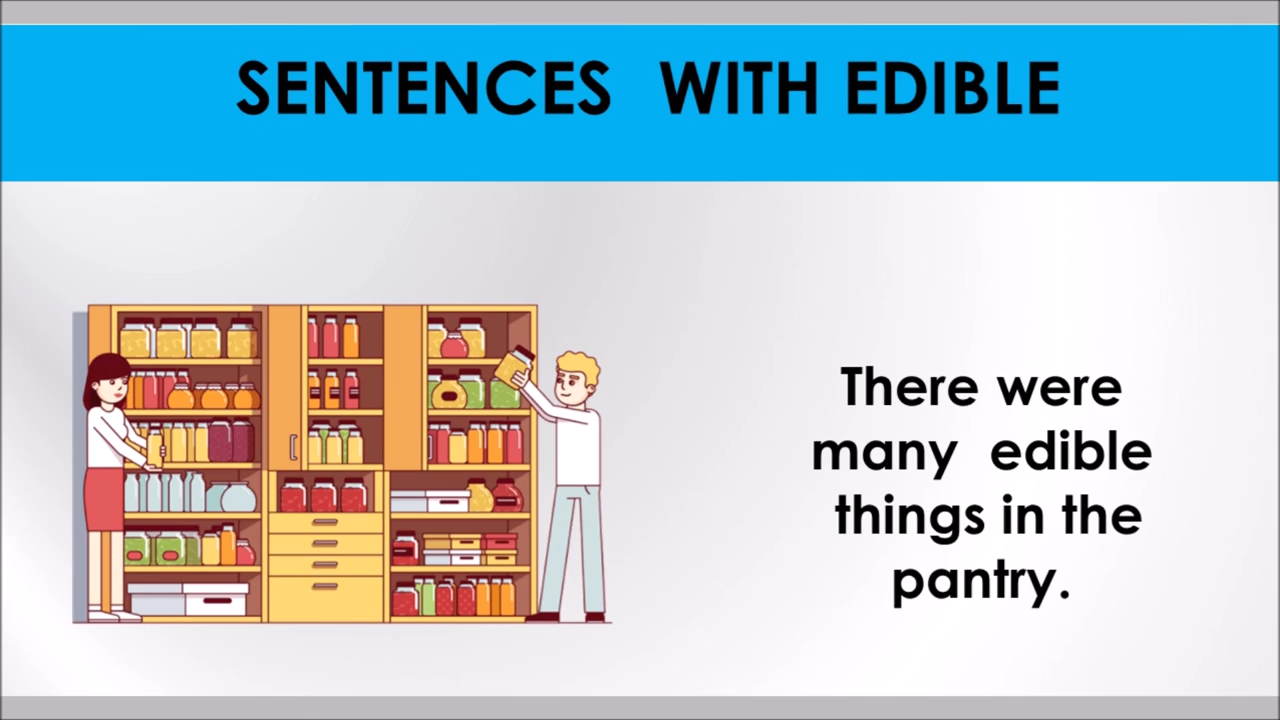 SENTENCES  WITH EDIBLE
There were
many  edible
things in the
pantry.